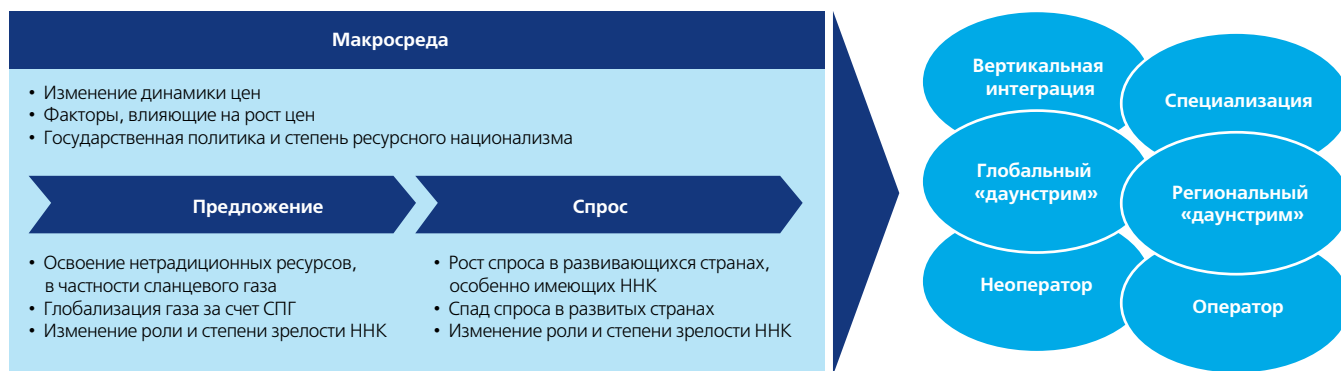 Макросреда
• Изменение динамики цен
• Факторы, влияющие на рост цен
• Государственная политика и степень ресурсного национализма
Предложение
• Освоение нетрадиционных ресурсов,
в частности сланцевого газа
• Глобализация газа за счет СПГ
• Изменение роли и степени зрелости ННК
Спрос
• Рост спроса в развивающихся странах,
особенно имеющих ННК
• Спад спроса в развитых странах
• Изменение роли и степени зрелости ННК
Вертикальная
интеграция
Специализация
Глобальный
«даунстрим»
Региональный
«даунстрим»
Неоператор
Оператор